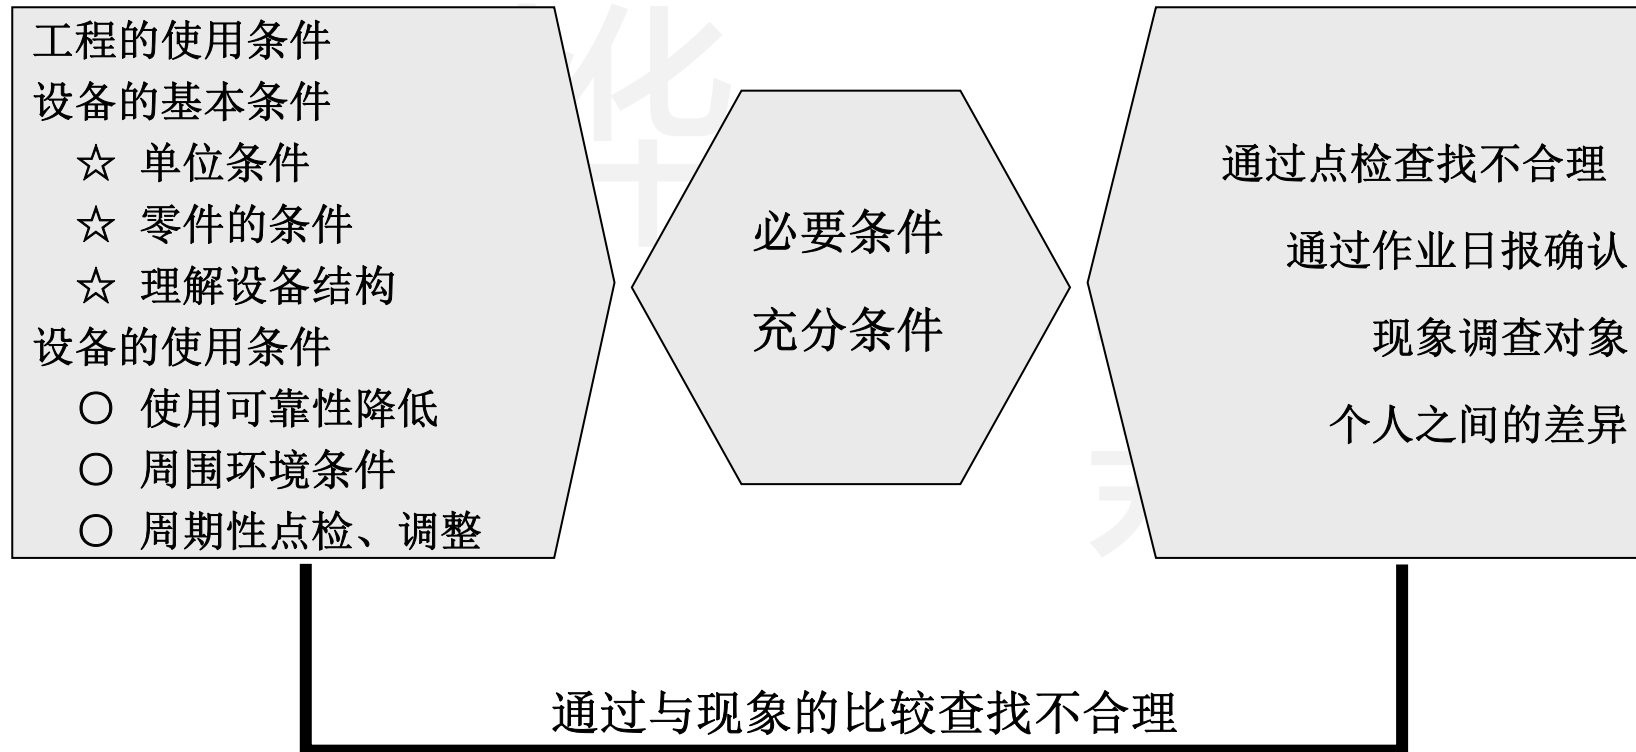 工程的使用条件
设备的基本条件
☆ 单位条件
☆ 零件的条件
☆ 理解设备结构
设备的使用条件
○ 使用可靠性降低
○ 周围环境条件
○ 周期性点检、调整
必要条件
充分条件
通过点检查找不合理
通过作业日报确认
现象调查对象
个人之间的差异
通过与现象的比较查找不合理